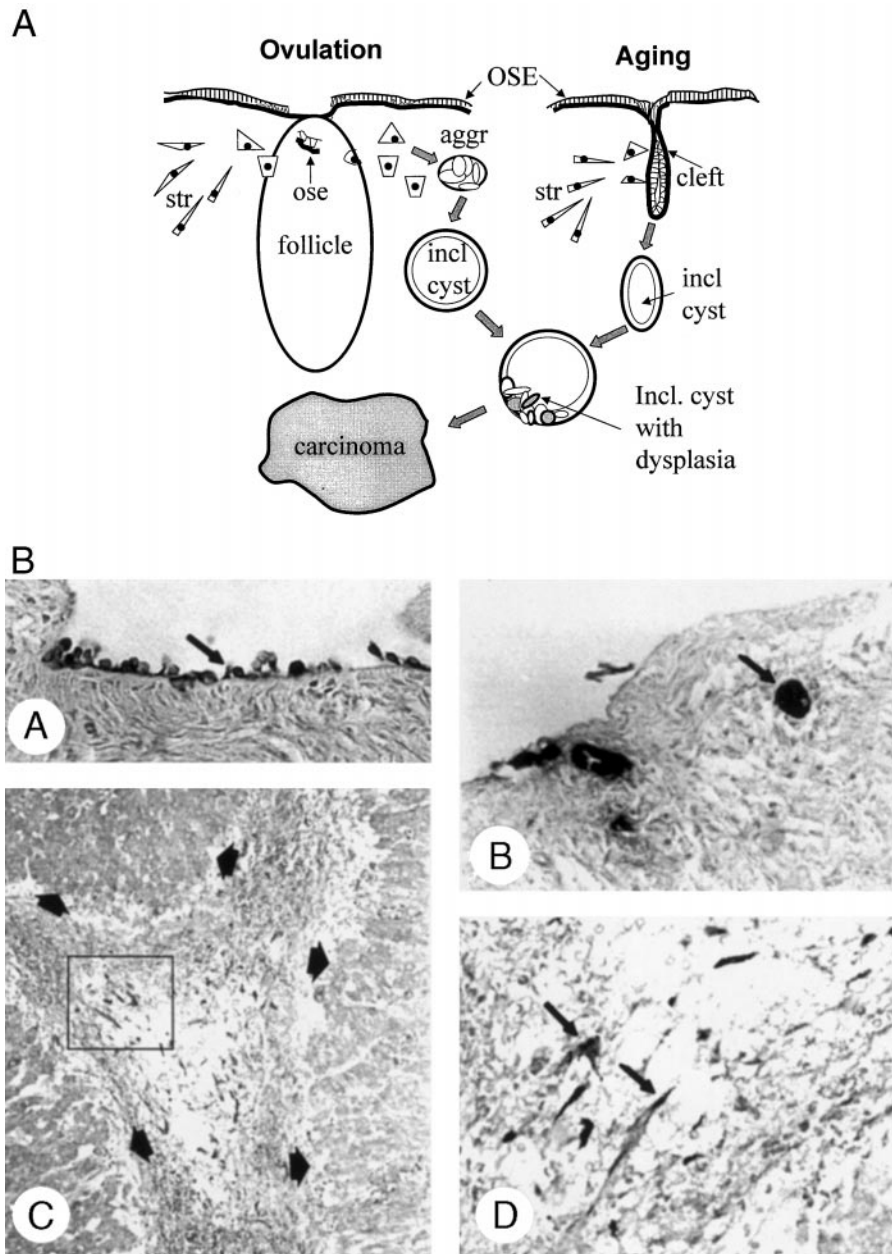 A
Ovulation
Aging
OSE
aggr
str
ose
cleft
str
follicle
incl
cyst
incl
cyst
Incl. cyst
with
dysplasia
carcinoma
B
A
B
C
D